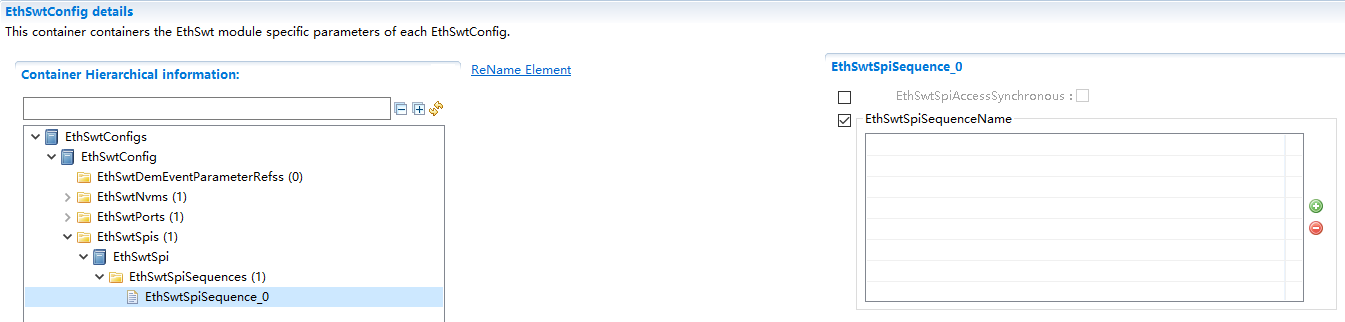 EthSwtConfig details
This container containers the EthSwt module specific parameters of each EthSwtConfig.
Container Hierarchical information:
ReName Element
EthSwtConfigs
EthSwtConfig
EthSwtDemEventParameterRefss (0)
EthSwtNvms (1)
EthSwtPorts (1)
EthSwtSpis (1)
EthSwtSpi
EthSwtSpiSequences (1)
EthSwtSpiSequence_0
EthSwtSpiSequence_0
EthSwtSpiAccessSynchronous :
EthSwtSpiSequenceName